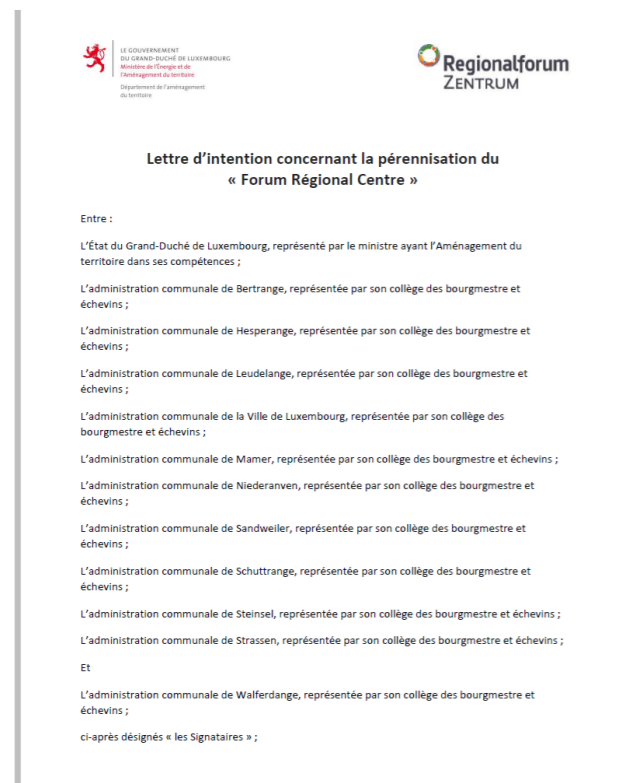 LE GOUVERNEMENT
DU GRAND-DUCHÉ DE LUXEMBOURG
Ministère de l'Énergie et de
l'Aménagement du territoire
Département de l'aménagement
du territoire
Regionalforum
ZENTRUM
Lettre d'intention concernant la pérennisation du
« Forum Régional Centre »
Entre :
L'État du Grand-Duché de Luxembourg, représenté par le ministre ayant l'Aménagement du
territoire dans ses compétences ;
L'administration communale de Bertrange, représentée par son collège des bourgmestre et
échevins ;
L'administration communale de Hesperange, représentée par son collège des bourgmestre et
échevins ;
L'administration communale de Leudelange, représentée par son collège des bourgmestre et
échevins ;
L'administration communale de la Ville de Luxembourg, représentée par son collège des
bourgmestre et échevins ;
L'administration communale de Mamer, représentée par son collège des bourgmestre et échevins ;
L'administration communale de Niederanven, représentée par son collège des bourgmestre et
échevins ;
L'administration communale de Sandweiler, représentée par son collège des bourgmestre et
échevins ;
L'administration communale de Schuttrange, représentée par son collège des bourgmestre et
échevins ;
L'administration communale de Steinsel, représentée par son collège des bourgmestre et échevins ;
L'administration communale de Strassen, représentée par son collège des bourgmestre et échevins ;
Et
L'administration communale de Walferdange, représentée par son collège des bourgmestre et
échevins ;
ci-après désignés « les Signataires » ;